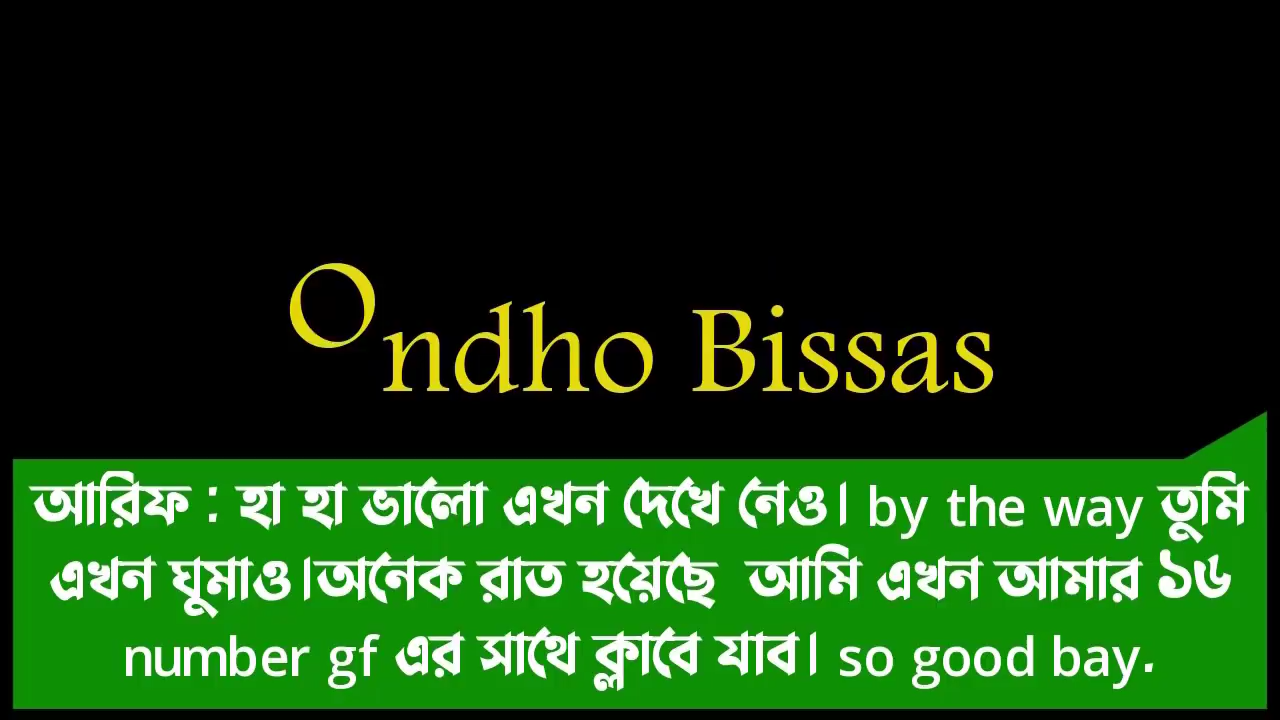 Ondho Bissas
আরিফ : হা হা ভালো এখন দেখে নেও। by the way তুমি
এখন ঘুমাও।অনেক রাত হয়েছে আমি এখন আমার ১৬
number gf এর সাথে ক্লাবে যাব। so good bay.